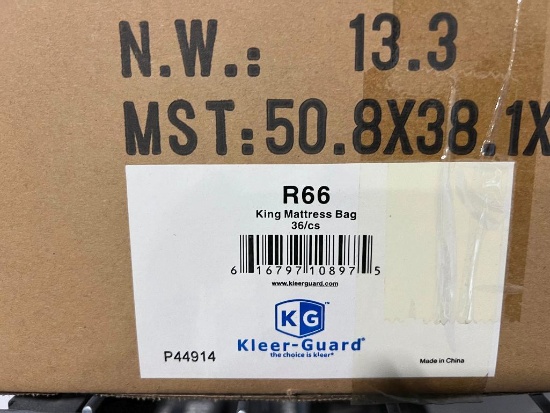 N.W.: 13.3
MST:50.8X38.1X
R66
King Mattress Bag
36/cs
6 16797 10897 5
www.kleerguard.com
KG™
Kleer-Guard®
the choice is kleer®
P44914
Made in China